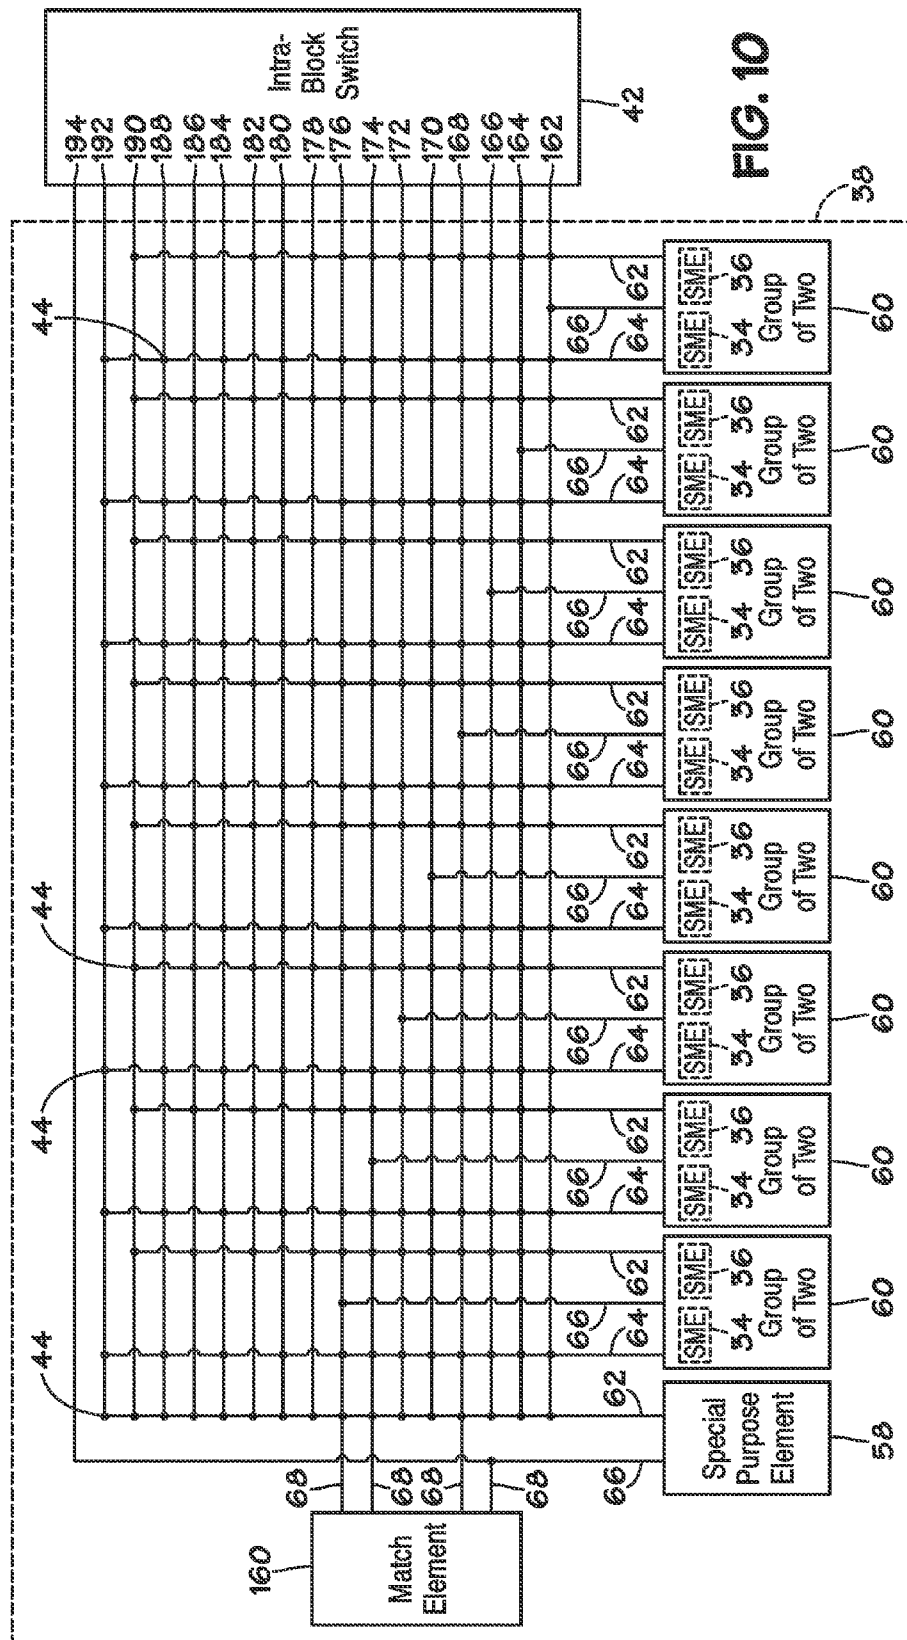 44
44
44
44
194
192
190
188
186
184
182
180
178
176
174
172
170
168
166
164
162
Intra-
Block
Switch
42
160
Match
Element
68
68
68
68
66
62
64
66
62
64
66
62
64
66
62
64
66
62
64
66
62
64
66
62
64
66
62
64
66
62
Special
Purpose
Element
58
SME SME
34 36
Group
of Two
60
SME SME
34 36
Group
of Two
60
SME SME
34 36
Group
of Two
60
SME SME
34 36
Group
of Two
60
SME SME
34 36
Group
of Two
60
SME SME
34 36
Group
of Two
60
SME SME
34 36
Group
of Two
60
SME SME
34 36
Group
of Two
60
38
FIG. 10